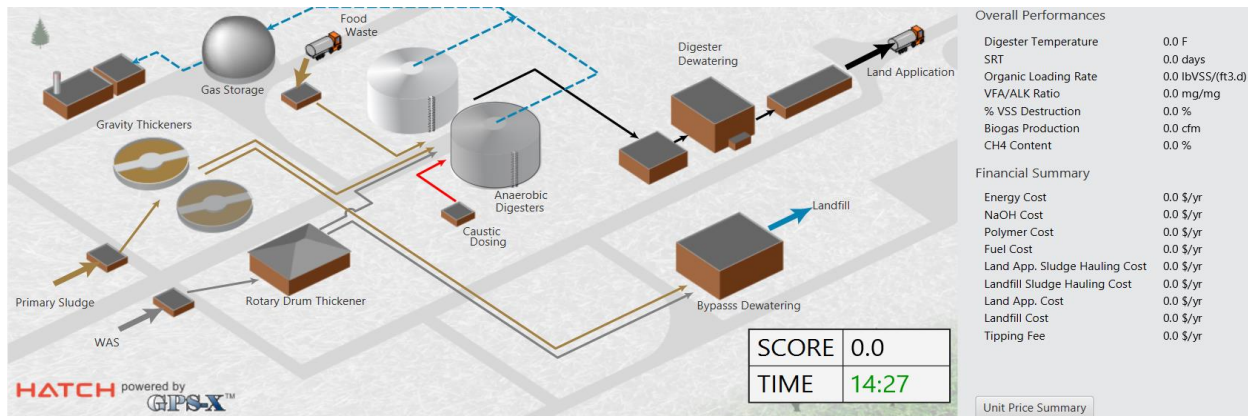 Food
Waste
Gas Storage
Digester
Dewatering
Land Application
Gravity Thickeners
Anaerobic
Digesters
Caustic
Dosing
Landfill
Primary Sludge
Rotary Drum Thickener
Bypasss Dewatering
WAS
SCORE 0.0
TIME 14:27
HATCH powered by
GPS-X™
Overall Performances
Digester Temperature 0.0 F
SRT 0.0 days
Organic Loading Rate 0.0 lbVSS/(ft3.d)
VFA/ALK Ratio 0.0 mg/mg
% VSS Destruction 0.0 %
Biogas Production 0.0 cfm
CH4 Content 0.0 %
Financial Summary
Energy Cost 0.0 $/yr
NaOH Cost 0.0 $/yr
Polymer Cost 0.0 $/yr
Fuel Cost 0.0 $/yr
Land App. Sludge Hauling Cost 0.0 $/yr
Landfill Sludge Hauling Cost 0.0 $/yr
Land App. Cost 0.0 $/yr
Landfill Cost 0.0 $/yr
Tipping Fee 0.0 $/yr
Unit Price Summary